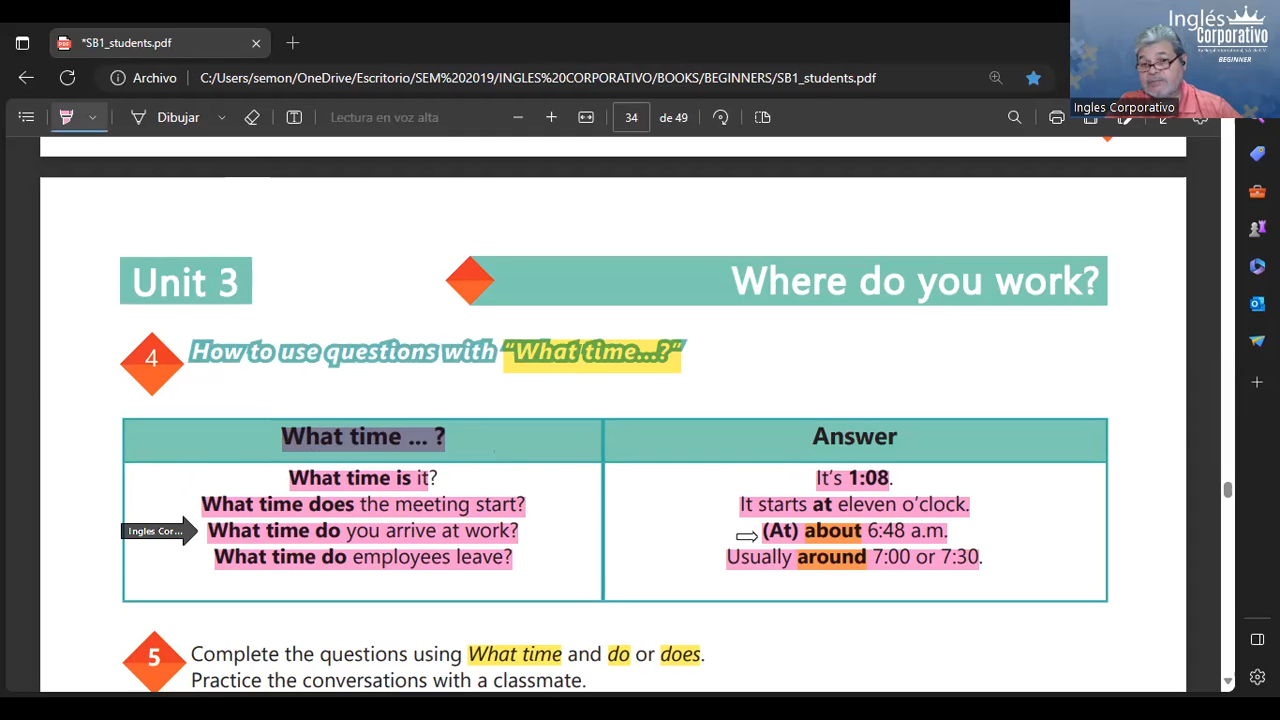 *SB1_students.pdf
Archivo
C:/Users/semon/OneDrive/Escritorio/SEM%202019/INGLES%20CORPORATIVO/BOOKS/BEGINNERS/SB1_students.pdf
Dibujar
Lectura en voz alta
34
de 49
Inglés
Corporativo
BEGINNER
Ingles Corporativo
Unit 3
Where do you work?
4
How to use questions with "What time...?"
What time ... ?
Answer
What time is it?
It's 1:08.
What time does the meeting start?
It starts at eleven o'clock.
Ingles Cor...
What time do you arrive at work?
(At) about 6:48 a.m.
What time do employees leave?
Usually around 7:00 or 7:30.
5
Complete the questions using What time and do or does.
Practice the conversations with a classmate.